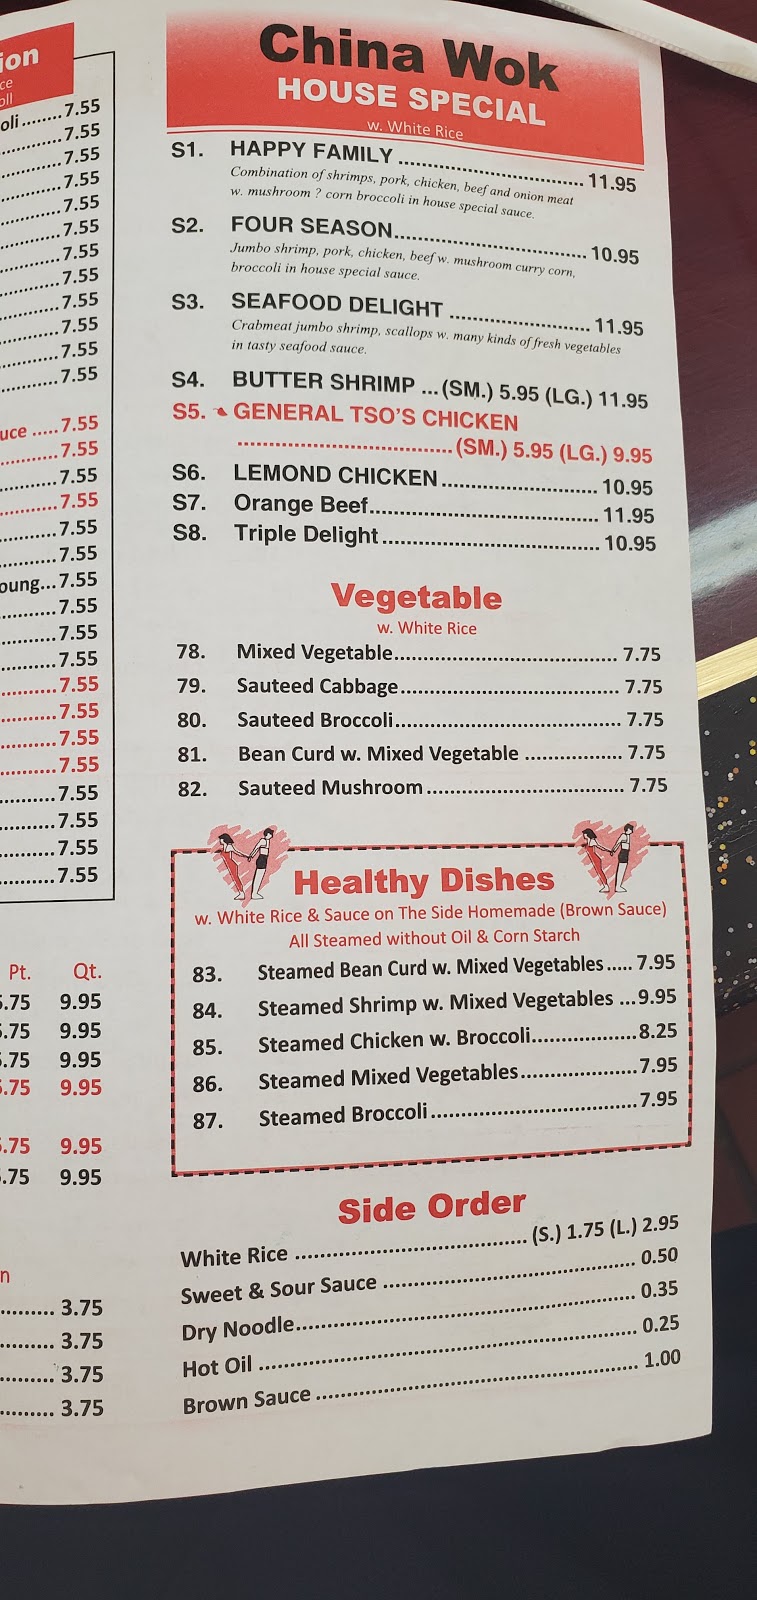 ion
ce
oll
oli ........ 7.55
7.55
7.55
7.55
7.55
7.55
7.55
7.55
7.55
7.55
7.55
7.55
uce ..... 7.55
7.55
7.55
7.55
7.55
7.55
oung... 7.55
7.55
7.55
7.55
7.55
7.55
7.55
7.55
7.55
7.55
7.55
7.55
Pt. Qt.
.75 9.95
.75 9.95
.75 9.95
.75 9.95
.75 9.95
.75 9.95
n
3.75
3.75
3.75
3.75
China Wok
HOUSE SPECIAL
w. White Rice
S1. HAPPY FAMILY ........ 11.95
Combination of shrimps, pork, chicken, beef and onion meat
w. mushroom ? corn broccoli in house special sauce.
S2. FOUR SEASON ........ 10.95
Jumbo shrimp, pork, chicken, beef w. mushroom curry corn,
broccoli in house special sauce.
S3. SEAFOOD DELIGHT ........ 11.95
Crabmeat jumbo shrimp, scallops w. many kinds of fresh vegetables
in tasty seafood sauce.
S4. BUTTER SHRIMP ... (SM.) 5.95 (LG.) 11.95
S5. GENERAL TSO'S CHICKEN
........ (SM.) 5.95 (LG.) 9.95
S6. LEMOND CHICKEN ........ 10.95
S7. Orange Beef ........ 11.95
S8. Triple Delight ........ 10.95
Vegetable
w. White Rice
78. Mixed Vegetable ........ 7.75
79. Sauteed Cabbage ........ 7.75
80. Sauteed Broccoli ........ 7.75
81. Bean Curd w. Mixed Vegetable ........ 7.75
82. Sauteed Mushroom ........ 7.75
Healthy Dishes
w. White Rice & Sauce on The Side Homemade (Brown Sauce)
All Steamed without Oil & Corn Starch
83. Steamed Bean Curd w. Mixed Vegetables ..... 7.95
84. Steamed Shrimp w. Mixed Vegetables ... 9.95
85. Steamed Chicken w. Broccoli ........ 8.25
86. Steamed Mixed Vegetables ........ 7.95
87. Steamed Broccoli ........ 7.95
Side Order
White Rice ........ (S.) 1.75 (L.) 2.95
Sweet & Sour Sauce ........ 0.50
Dry Noodle ........ 0.35
Hot Oil ........ 0.25
Brown Sauce ........ 1.00